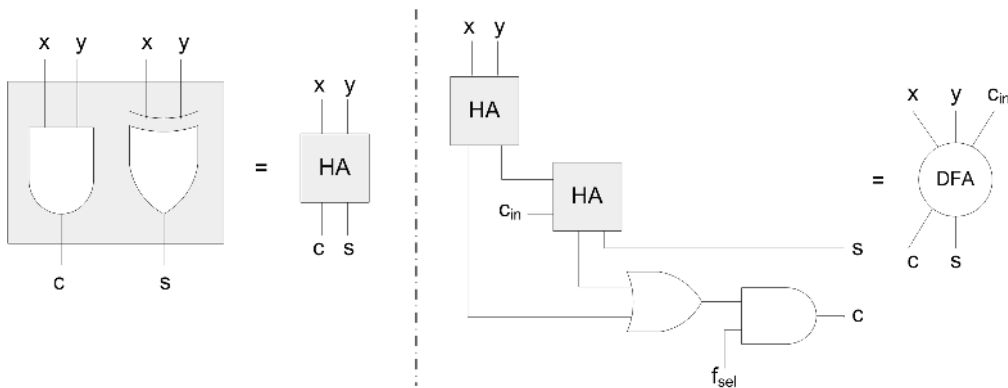 x y x y
c s
=
x y
HA
c s
x y
HA
HA
c_in
s
c
f_sel
=
x y c_in
DFA
c s